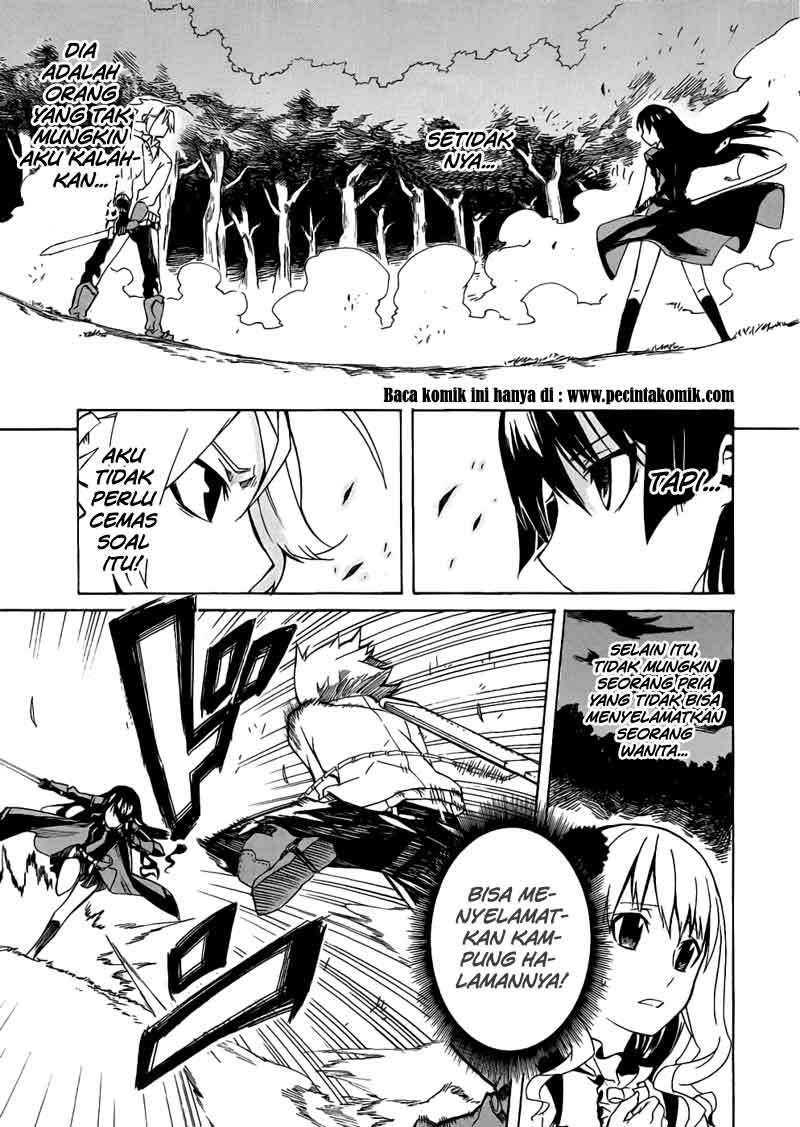 SETIDAK
NYA...
DIA
ADALAH
ORANG
YANG TAK
MUNGKIN
AKU KALAH-
KAN...
Baca komik ini hanya di : www.pecintakomik.com
TAPI...
AKU
TIDAK
PERLU
CEMAS
SOAL
ITU!
SELAIN ITU,
TIDAK MUNGKIN
SEORANG PRIA
YANG TIDAK BISA
MENYELAMATKAN
SEORANG
WANITA...
BISA ME-
NYELAMAT-
KAN KAM-
PUNG HA-
LAMANNYA!
ドン